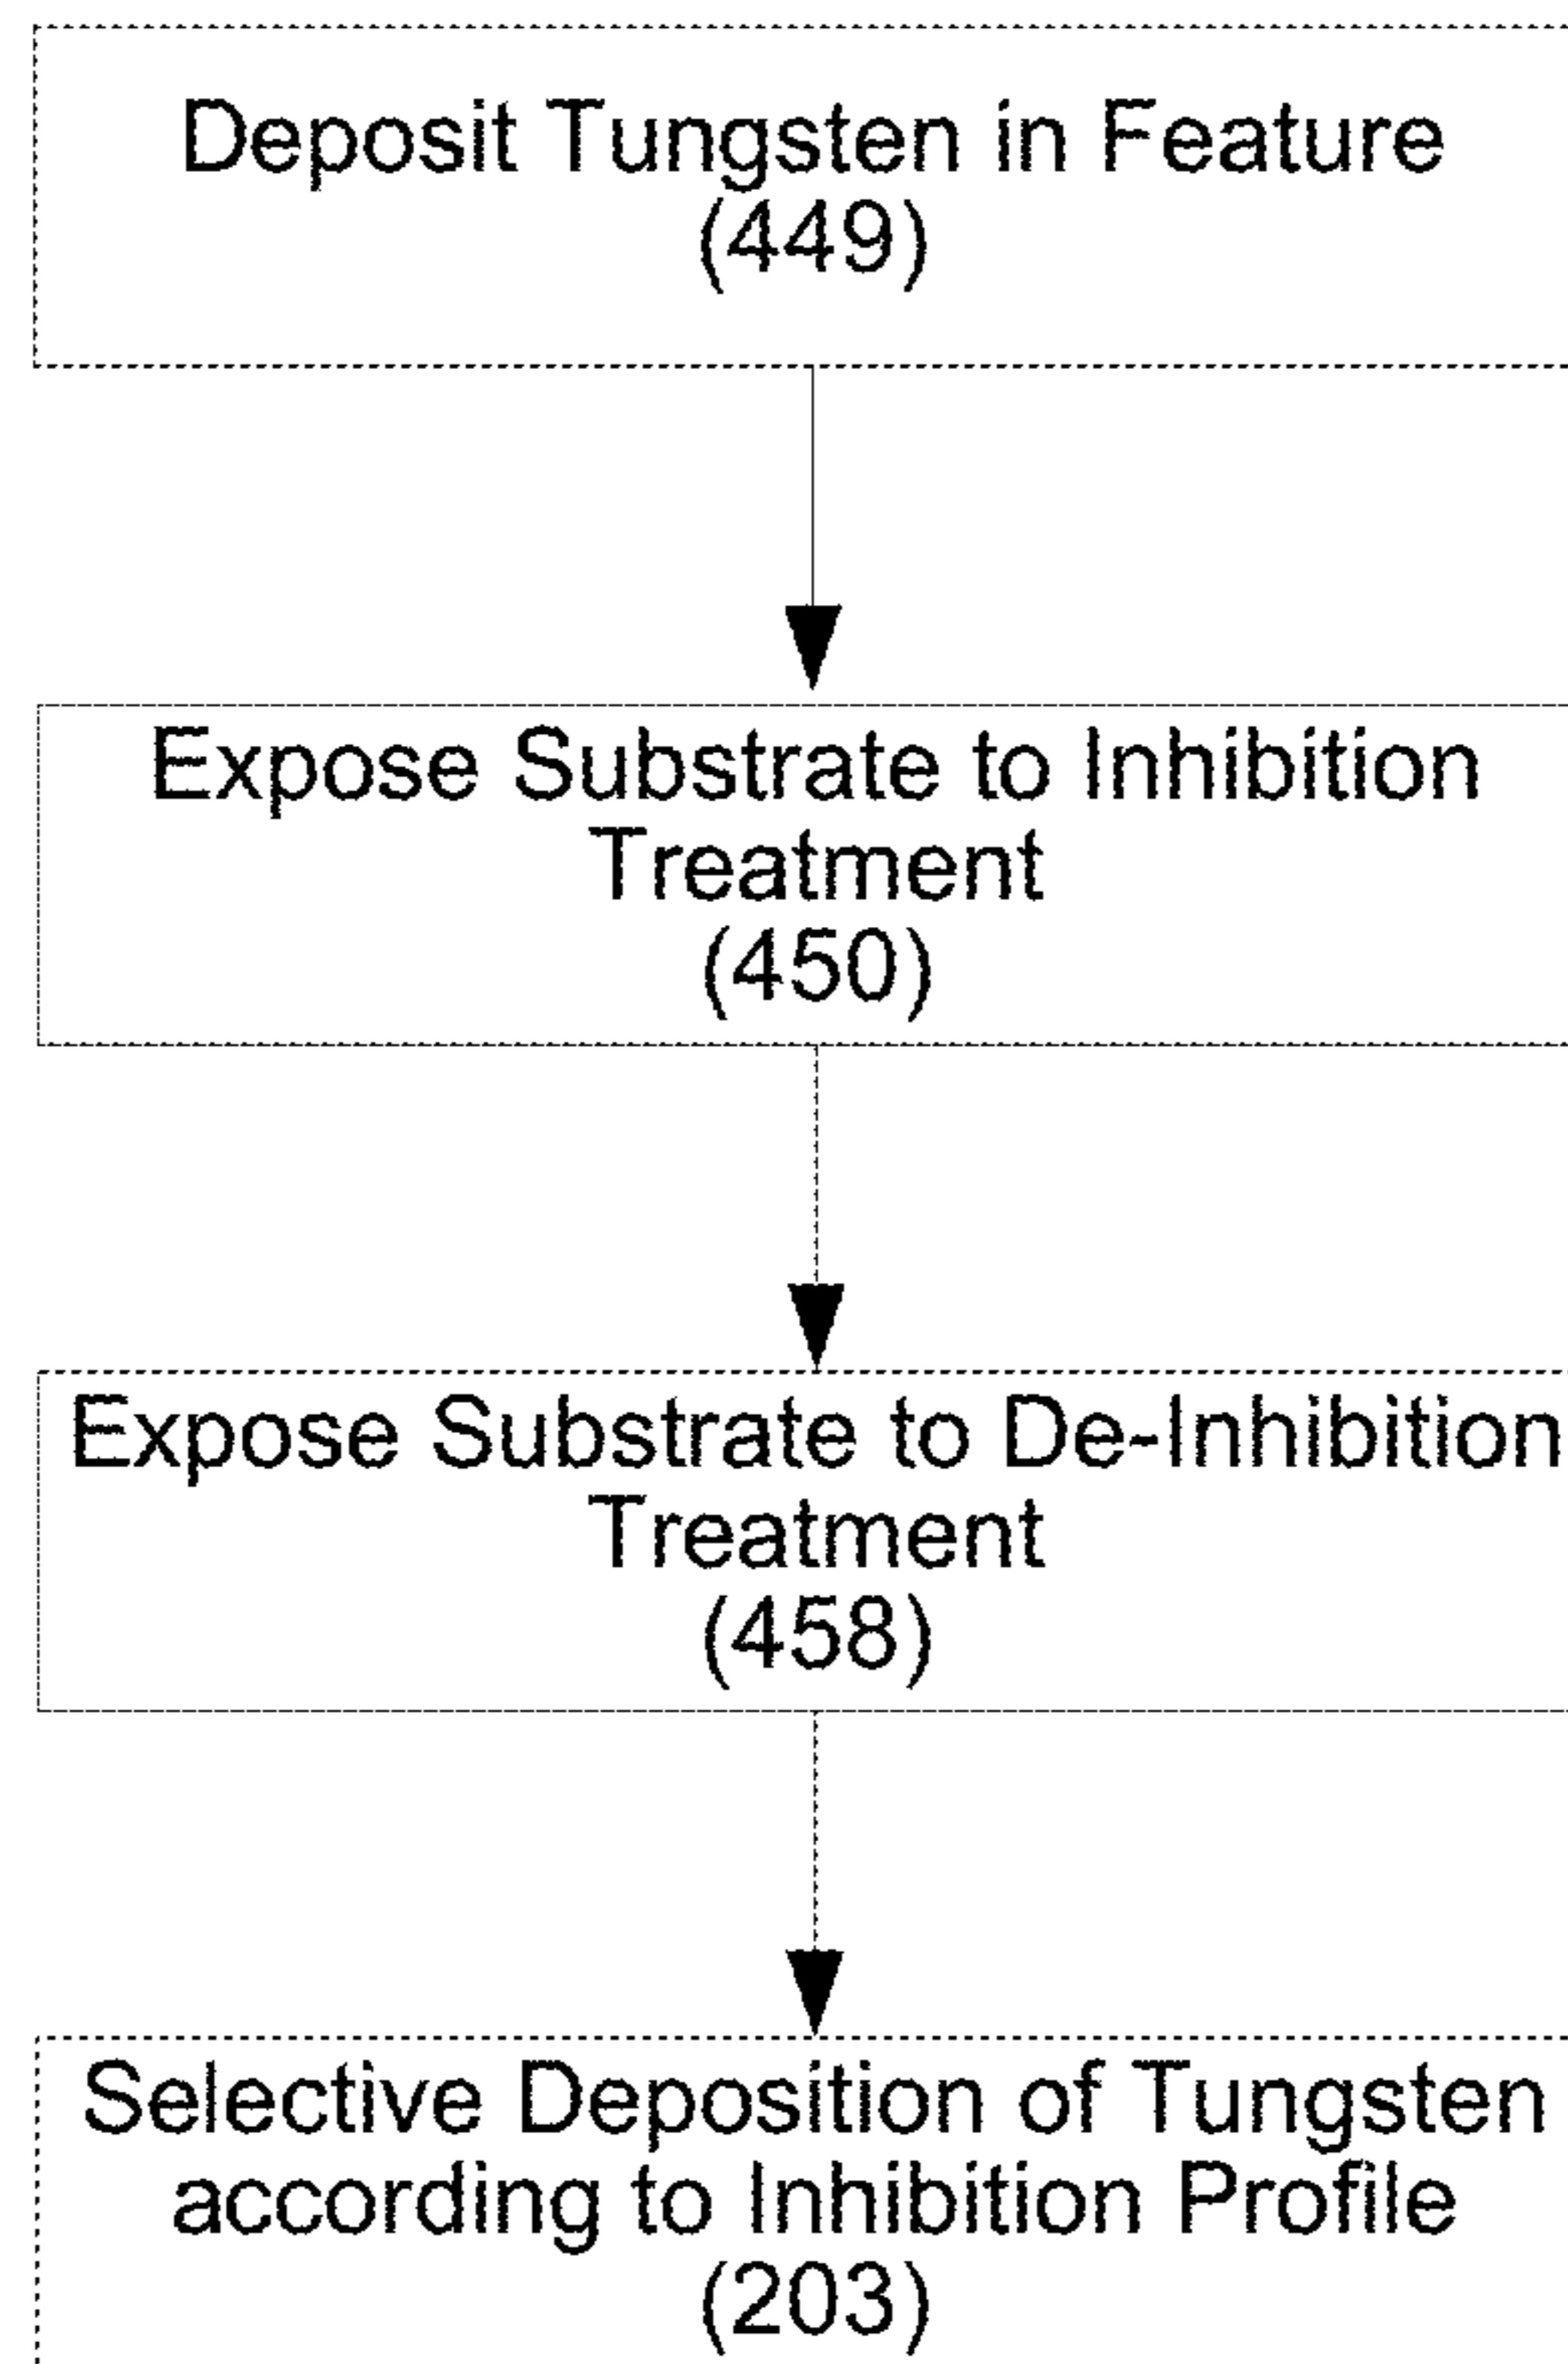 Deposit Tungsten in Feature
(449)
Expose Substrate to Inhibition
Treatment
(450)
Expose Substrate to De-Inhibition
Treatment
(458)
Selective Deposition of Tungsten
according to Inhibition Profile
(203)